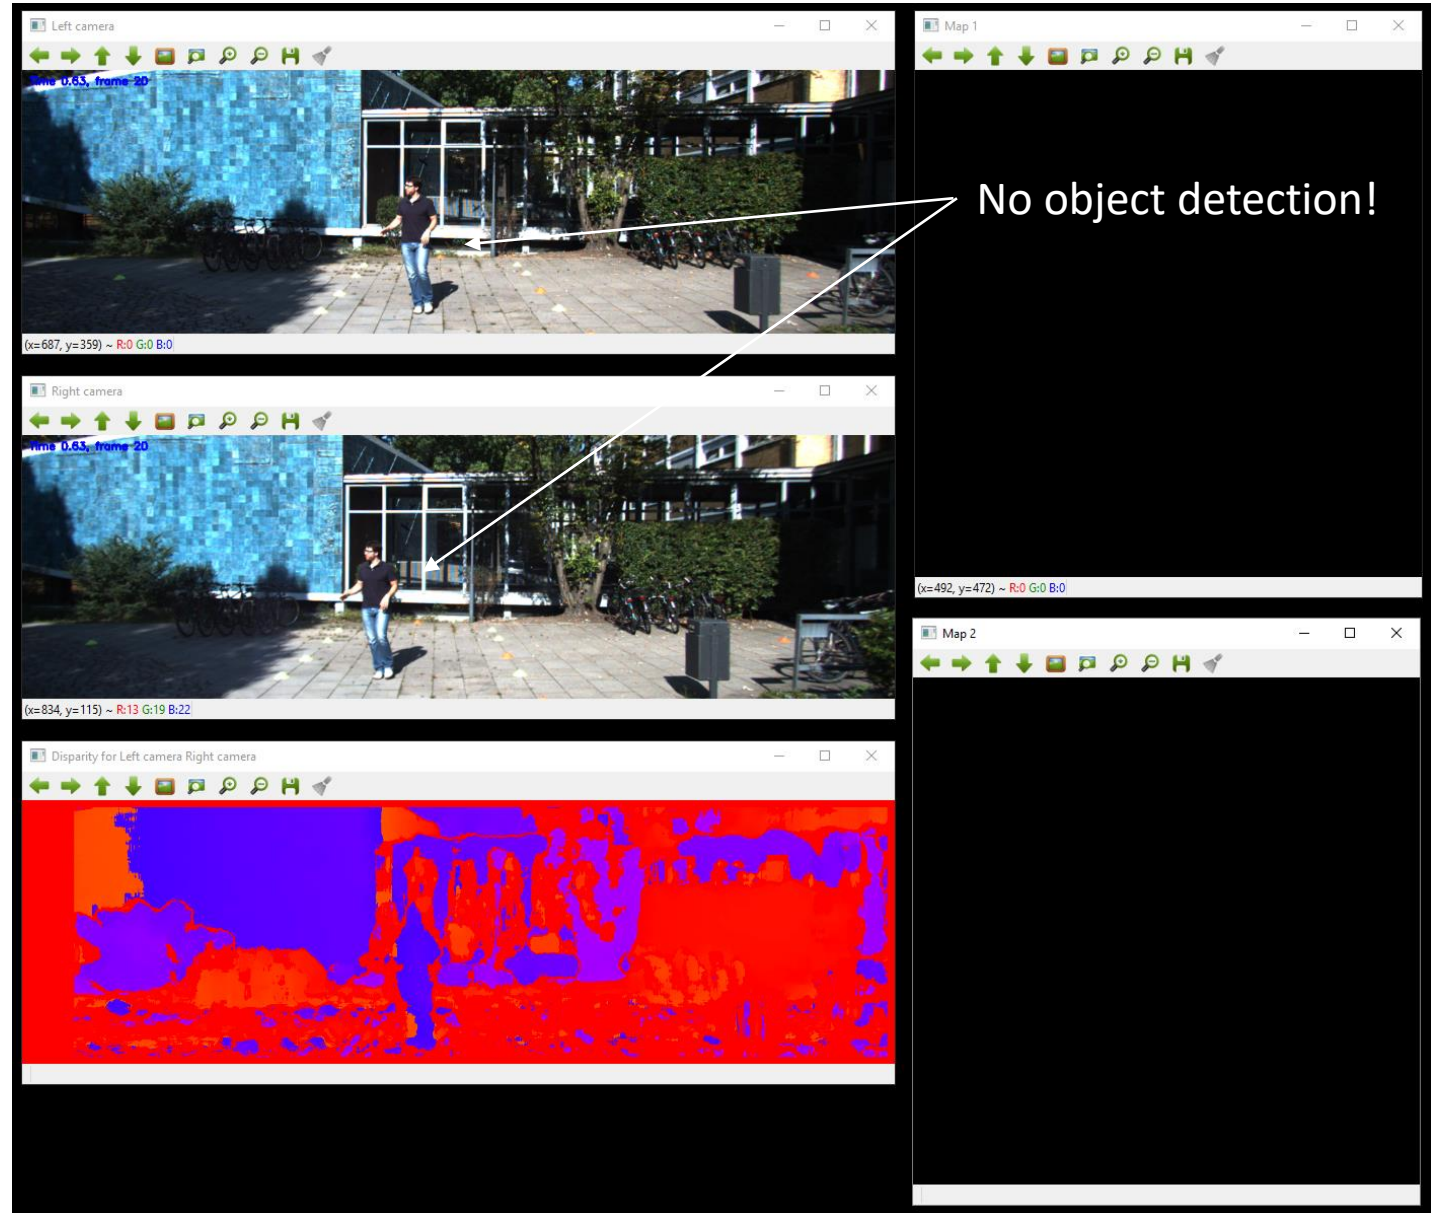 Left camera
Time 0.63, frame 20
(x=687, y=359) ~ R:0 G:0 B:0
Right camera
Time 0.63, frame 20
(x=834, y=115) ~ R:13 G:19 B:22
Disparity for Left camera Right camera
Map 1
No object detection!
(x=492, y=472) ~ R:0 G:0 B:0
Map 2